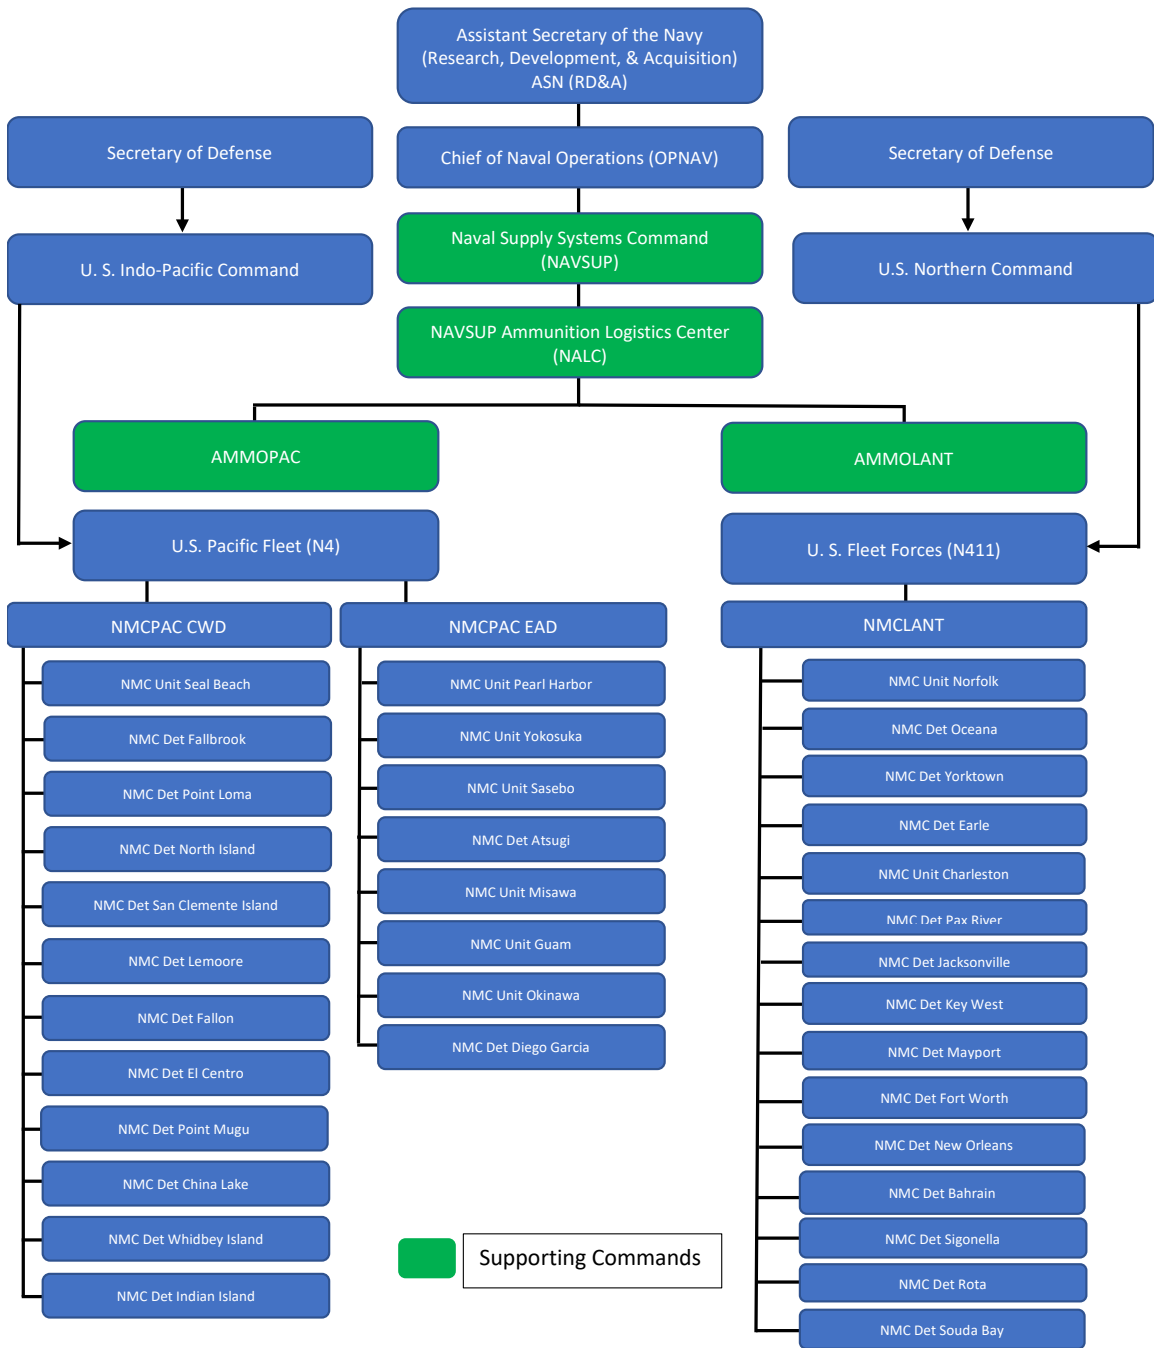 Assistant Secretary of the Navy
(Research, Development, & Acquisition)
ASN (RD&A)
Secretary of Defense
Chief of Naval Operations (OPNAV)
Secretary of Defense
Naval Supply Systems Command
(NAVSUP)
U. S. Indo-Pacific Command
U.S. Northern Command
NAVSUP Ammunition Logistics Center
(NALC)
AMMOPAC
AMMOLANT
U.S. Pacific Fleet (N4)
U. S. Fleet Forces (N411)
NMCPAC CWD
NMC Unit Seal Beach
NMC Det Fallbrook
NMC Det Point Loma
NMC Det North Island
NMC Det San Clemente Island
NMC Det Lemoore
NMC Det Fallon
NMC Det El Centro
NMC Det Point Mugu
NMC Det China Lake
NMC Det Whidbey Island
NMC Det Indian Island
NMCPAC EAD
NMC Unit Pearl Harbor
NMC Unit Yokosuka
NMC Unit Sasebo
NMC Det Atsugi
NMC Unit Misawa
NMC Unit Guam
NMC Unit Okinawa
NMC Det Diego Garcia
NMCLANT
NMC Unit Norfolk
NMC Det Oceana
NMC Det Yorktown
NMC Det Earle
NMC Unit Charleston
NMC Det Pax River
NMC Det Jacksonville
NMC Det Key West
NMC Det Mayport
NMC Det Fort Worth
NMC Det New Orleans
NMC Det Bahrain
NMC Det Sigonella
NMC Det Rota
NMC Det Souda Bay
Supporting Commands